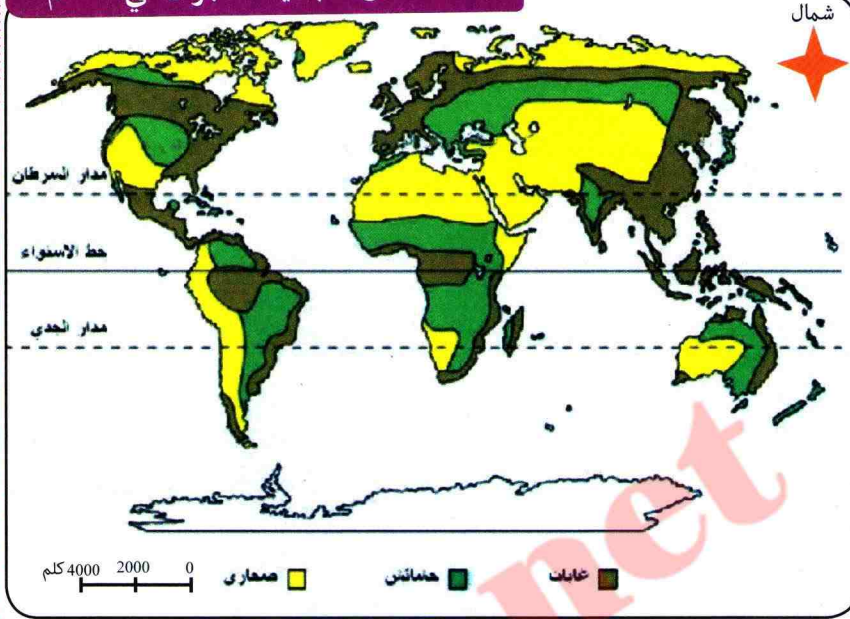 شمال
مدار السرطان
خط الاستواء
مدار الجدي
غابات
حشائش
صحاري
0 2000 4000 كلم
net